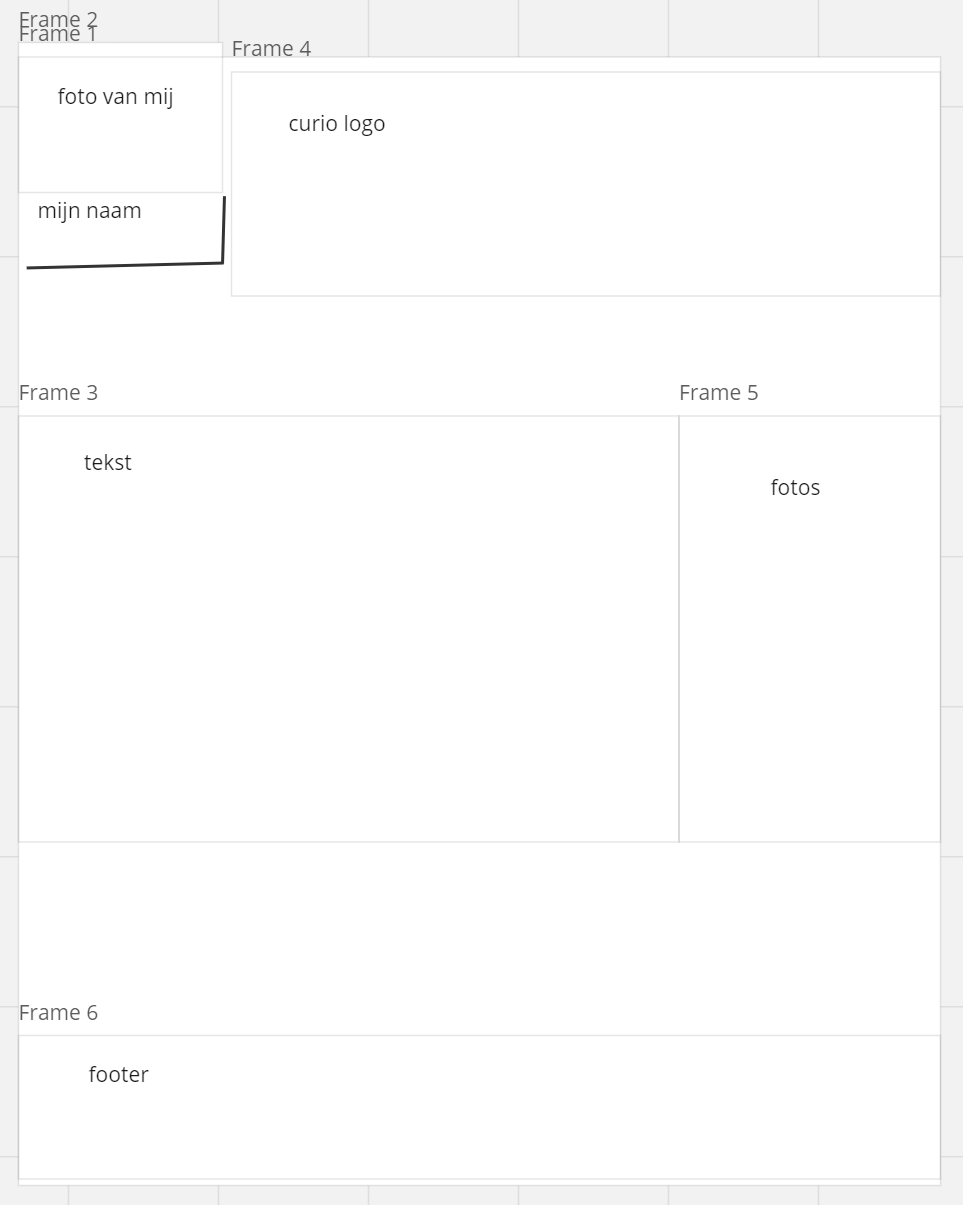 Frame 2
Frame 1
Frame 4
foto van mij
curio logo
mijn naam
Frame 3
Frame 5
tekst
fotos
Frame 6
footer